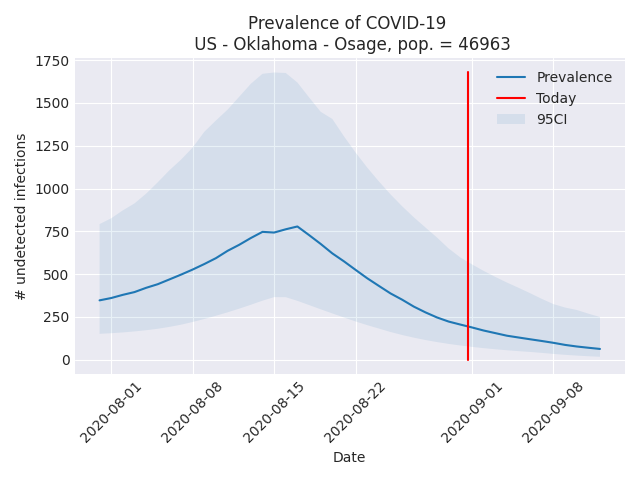 Prevalence of COVID-19
US - Oklahoma - Osage, pop. = 46963
1750
1500
1250
1000
750
500
250
0
# undetected infections
Prevalence
Today
95CI
2020-08-01
2020-08-08
2020-08-15
2020-08-22
2020-09-01
2020-09-08
Date